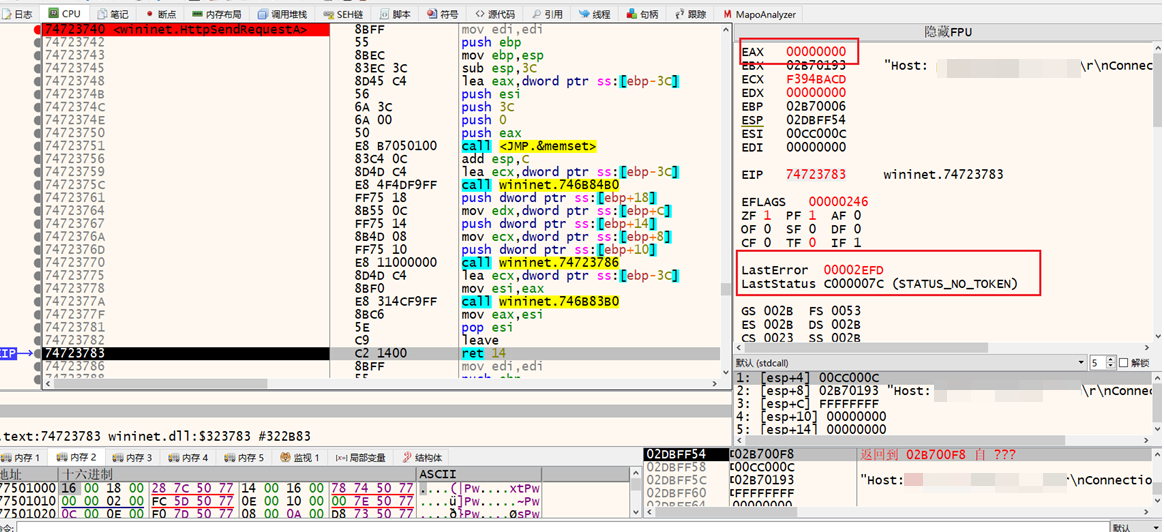 日志 CPU 笔记 断点 内存布局 调用堆栈 SEH链 脚本 符号 源代码 引用 线程 句柄 跟踪 MapoAnalyzer
74723740 <wininet.HttpSendRequestA> 8BFF mov edi,edi
74723742 55 push ebp
74723743 8BEC mov ebp,esp
74723745 83EC 3C sub esp,3C
74723748 8D45 C4 lea eax,dword ptr ss:[ebp-3C]
7472374B 56 push esi
7472374C 6A 3C push 3C
7472374E 6A 00 push 0
74723750 50 push eax
74723751 E8 B7050100 call <JMP.&memset>
74723756 83C4 0C add esp,C
74723759 8D4D C4 lea ecx,dword ptr ss:[ebp-3C]
7472375C E8 4F4DF9FF call wininet.746B84B0
74723761 FF75 18 push dword ptr ss:[ebp+18]
74723764 8B55 0C mov edx,dword ptr ss:[ebp+C]
74723767 FF75 14 push dword ptr ss:[ebp+14]
7472376A 8B4D 08 mov ecx,dword ptr ss:[ebp+8]
7472376D FF75 10 push dword ptr ss:[ebp+10]
74723770 E8 11000000 call wininet.74723786
74723775 8D4D C4 lea ecx,dword ptr ss:[ebp-3C]
74723778 8BF0 mov esi,eax
7472377A E8 314CF9FF call wininet.746B83B0
7472377F 8BC6 mov eax,esi
74723781 5E pop esi
74723782 C9 leave
EIP 74723783 C2 1400 ret 14
74723786 8BFF mov edi,edi
74723788 55 push ebp
隐藏FPU
EAX 00000000
EBX 02B70193 "Host: \r\nConnec
ECX F394BACD
EDX 00000000
EBP 02B70006
ESP 02DBFF54
ESI 00CC000C
EDI 00000000
EIP 74723783 wininet.74723783
EFLAGS 00000246
ZF 1 PF 1 AF 0
OF 0 SF 0 DF 0
CF 0 TF 0 IF 1
LastError 00002EFD
LastStatus C000007C (STATUS_NO_TOKEN)
GS 002B FS 0053
ES 002B DS 002B
CS 0023 SS 002B
默认 (stdcall) 5 解锁
1: [esp+4] 00CC000C
2: [esp+8] 02B70193 "Host: \r\nConnec
3: [esp+C] FFFFFFFF
4: [esp+10] 00000000
5: [esp+14] 00000000
.text:74723783 wininet.dll:$323783 #322B83
内存 1 内存 2 内存 3 内存 4 内存 5 监视 1 局部变量 结构体
地址 十六进制 ASCII
77501000 16 00 18 00 28 7C 50 77 14 00 16 00 78 74 50 77 ....(|Pw....xtPw
77501010 00 00 02 00 FC 5D 50 77 0E 00 10 00 00 7E 50 77 ....ü]Pw.....~Pw
77501020 0C 00 0E 00 F0 7D 50 77 08 00 0A 00 D8 73 50 77 ....ð}Pw....ØsPw
02DBFF54 02B700F8 返回到 02B700F8 自 ???
02DBFF58 00CC000C
02DBFF5C 02B70193 "Host: \r\nConnection
02DBFF60 FFFFFFFF
02DBFF64 00000000
命令: 默认